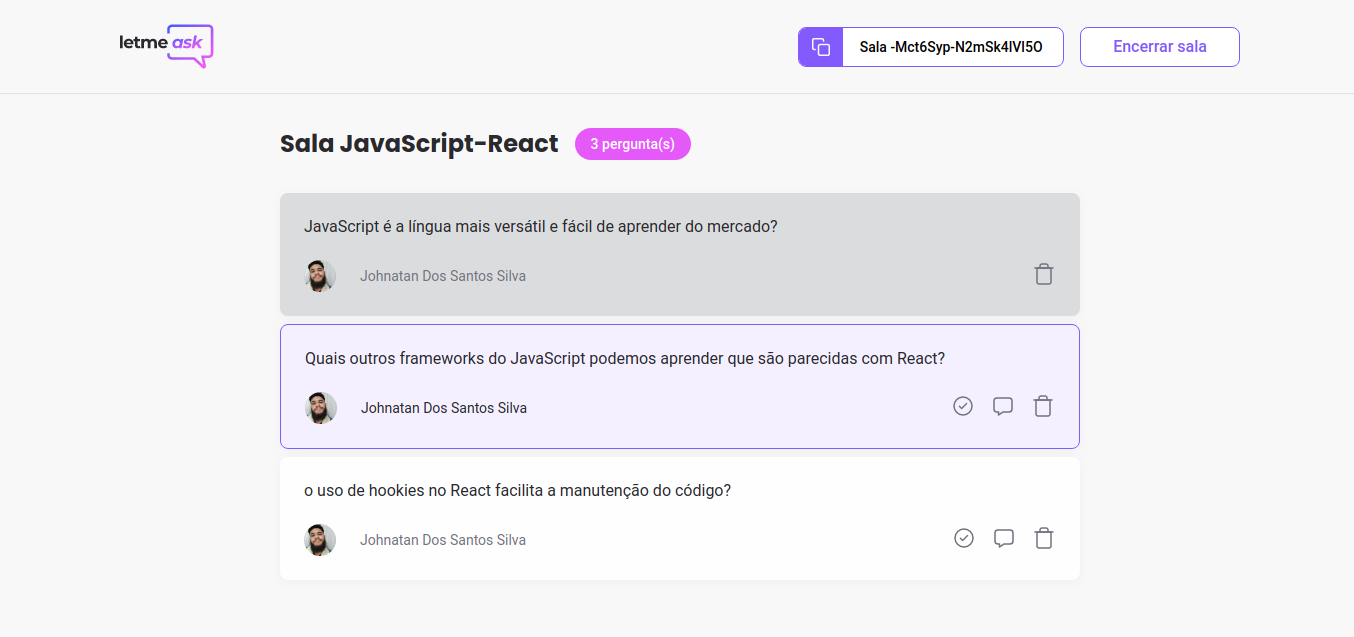 letme ask
Sala -Mct6Syp-N2mSk4lVI5O
Encerrar sala
Sala JavaScript-React
3 pergunta(s)
JavaScript é a língua mais versátil e fácil de aprender do mercado?
Johnatan Dos Santos Silva
Quais outros frameworks do JavaScript podemos aprender que são parecidas com React?
Johnatan Dos Santos Silva
o uso de hookies no React facilita a manutenção do código?
Johnatan Dos Santos Silva